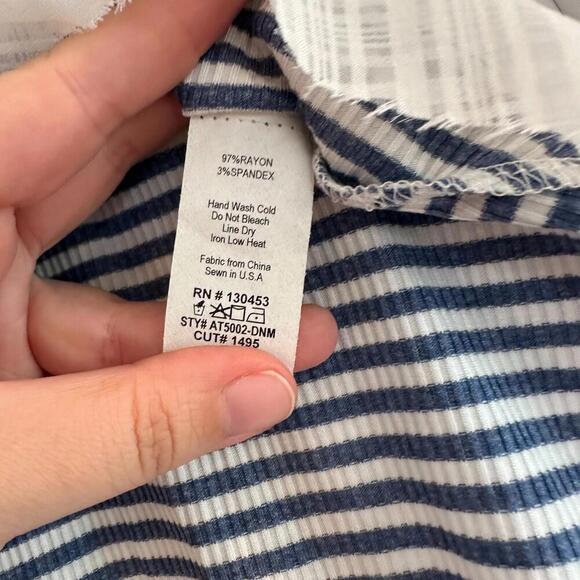 97%RAYON
3%SPANDEX
Hand Wash Cold
Do Not Bleach
Line Dry
Iron Low Heat
Fabric from China
Sewn in U.S.A
RN # 130453
STY# AT5002-DNM
CUT# 1495